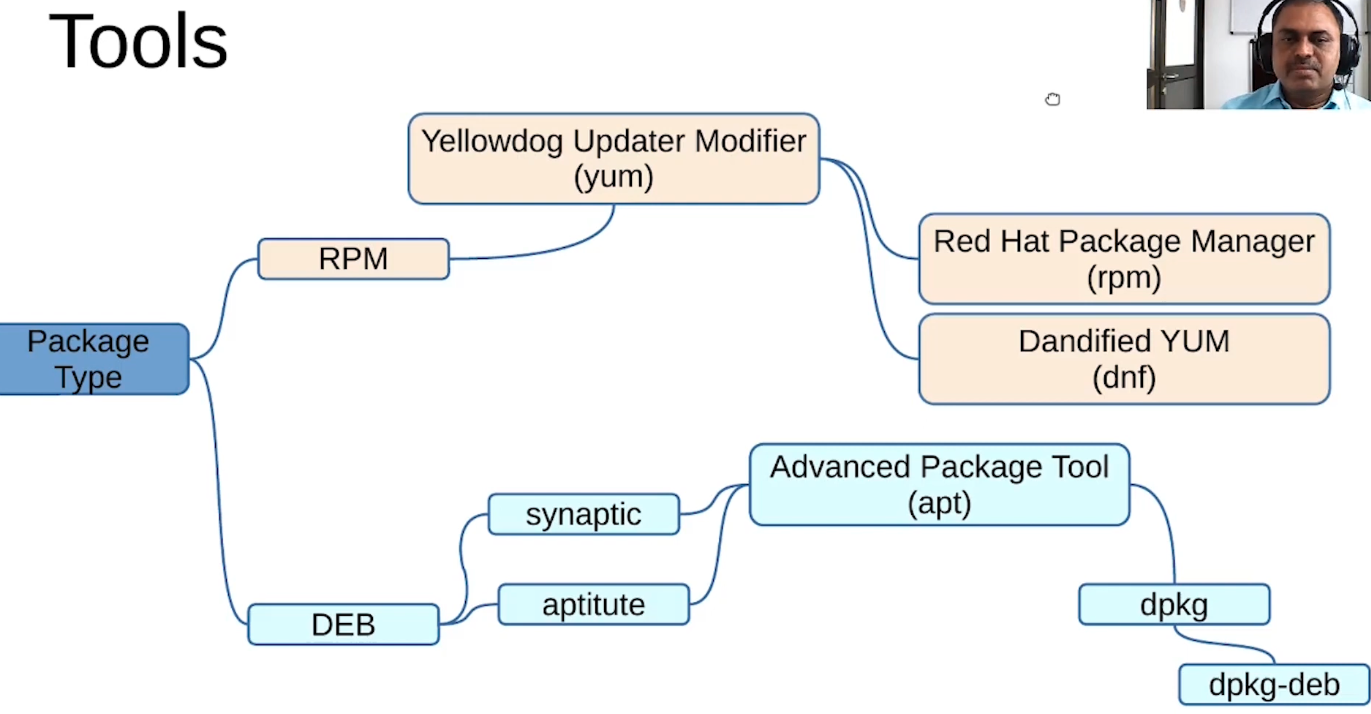 Tools
Yellowdog Updater Modifier
(yum)
RPM
Red Hat Package Manager
(rpm)
Package
Type
Dandified YUM
(dnf)
Advanced Package Tool
(apt)
synaptic
aptitute
DEB
dpkg
dpkg-deb